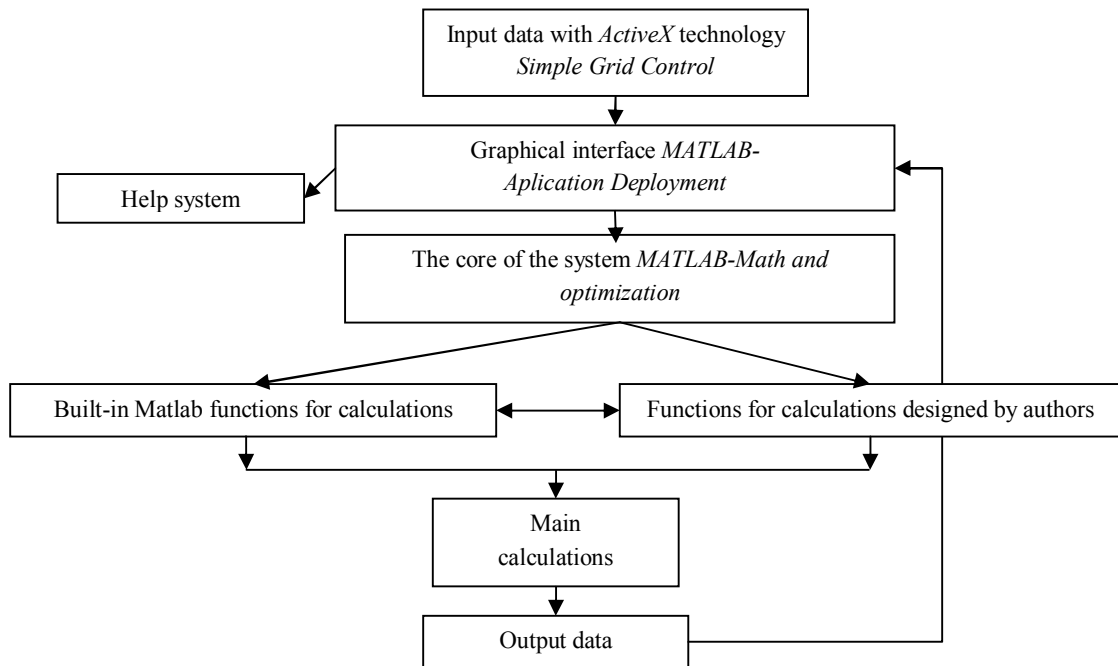 Input data with ActiveX technology
Simple Grid Control
Graphical interface MATLAB-
Aplication Deployment
Help system
The core of the system MATLAB-Math and
optimization
Built-in Matlab functions for calculations
Functions for calculations designed by authors
Main
calculations
Output data